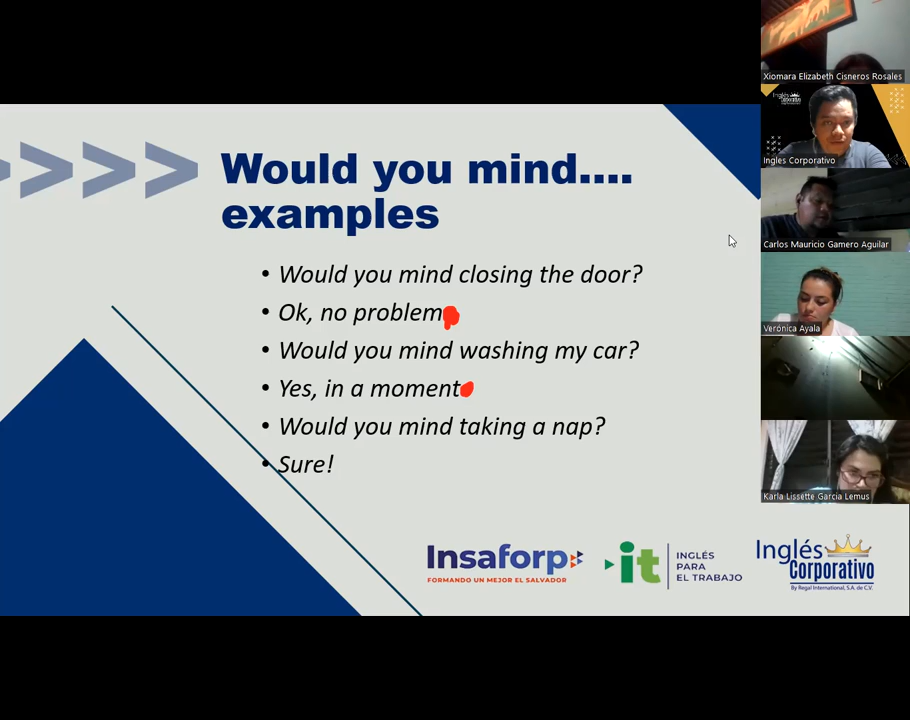 >>>>
Would you mind....
examples
• Would you mind closing the door?
• Ok, no problem
• Would you mind washing my car?
• Yes, in a moment
• Would you mind taking a nap?
• Sure!
Insaforp
FORMANDO UN MEJOR EL SALVADOR
it
INGLÉS
PARA
EL TRABAJO
Inglés
Corporativo
By Regal International, S.A. de C.V.
Xiomara Elizabeth Cisneros Rosales
Inglés
Corporativo
Ingles Corporativo
Carlos Mauricio Gamero Aguilar
Verónica Ayala
Karla Lissette Garcia Lemus